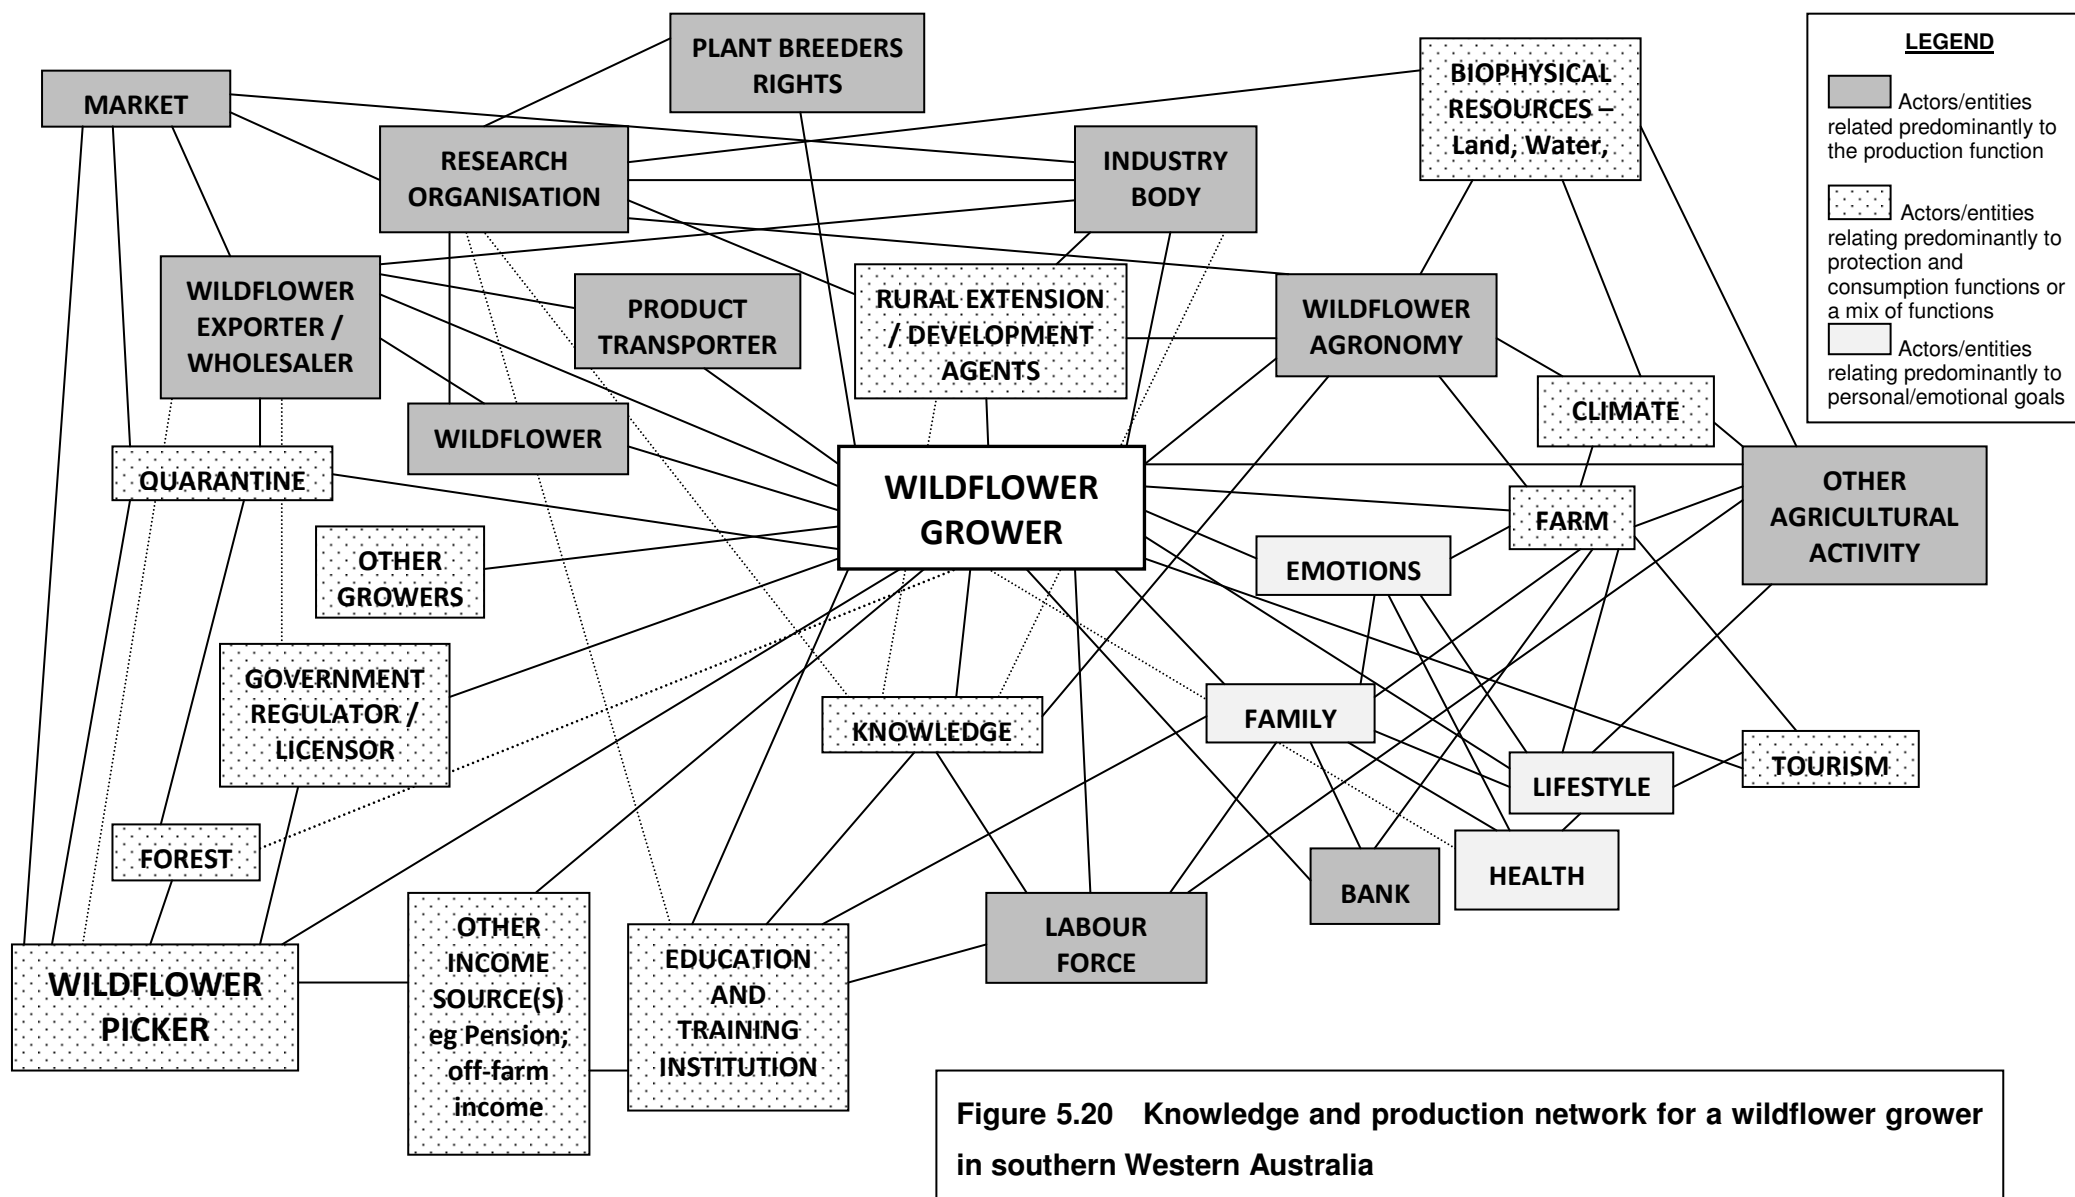 PLANT BREEDERS
RIGHTS
MARKET
RESEARCH
ORGANISATION
INDUSTRY
BODY
BIOPHYSICAL
RESOURCES –
Land, Water,
LEGEND
Actors/entities
related predominantly to
the production function
Actors/entities
relating predominantly to
protection and
consumption functions or
a mix of functions
Actors/entities
relating predominantly to
personal/emotional goals
WILDFLOWER
EXPORTER /
WHOLESALER
PRODUCT
TRANSPORTER
RURAL EXTENSION
/ DEVELOPMENT
AGENTS
WILDFLOWER
AGRONOMY
CLIMATE
WILDFLOWER
QUARANTINE
WILDFLOWER
GROWER
FARM
OTHER
AGRICULTURAL
ACTIVITY
OTHER
GROWERS
EMOTIONS
GOVERNMENT
REGULATOR /
LICENSOR
KNOWLEDGE
FAMILY
LIFESTYLE
TOURISM
FOREST
BANK
HEALTH
WILDFLOWER
PICKER
OTHER
INCOME
SOURCE(S)
eg Pension;
off-farm
income
EDUCATION
AND
TRAINING
INSTITUTION
LABOUR
FORCE
Figure 5.20 Knowledge and production network for a wildflower grower
in southern Western Australia